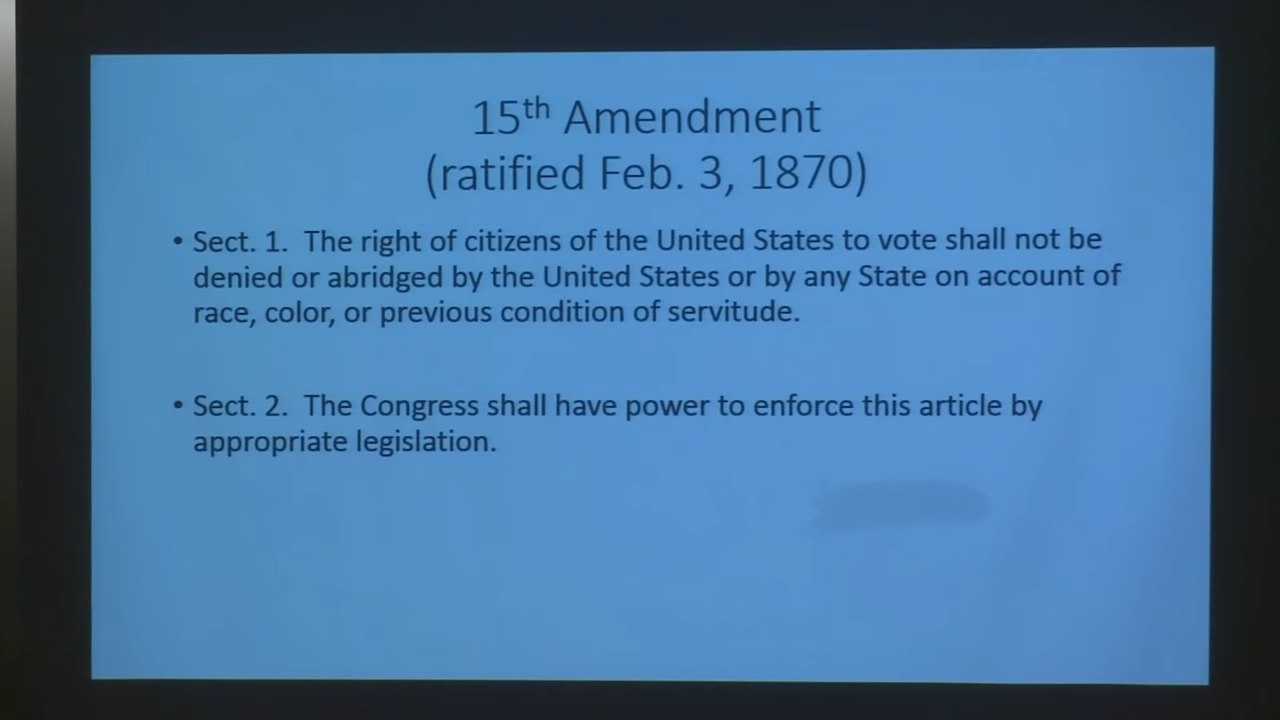 15th Amendment
(ratified Feb. 3, 1870)
• Sect. 1. The right of citizens of the United States to vote shall not be
denied or abridged by the United States or by any State on account of
race, color, or previous condition of servitude.
• Sect. 2. The Congress shall have power to enforce this article by
appropriate legislation.